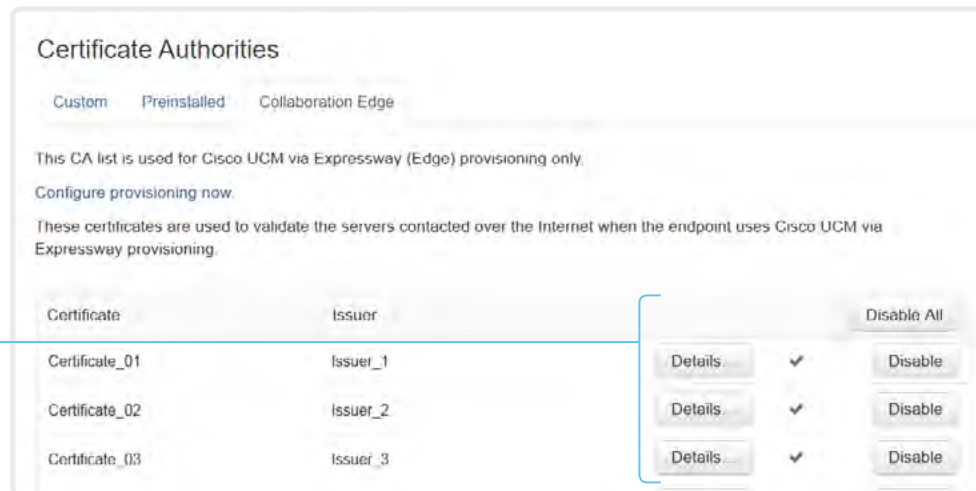 Certificate Authorities
Custom Preinstalled Collaboration Edge
This CA list is used for Cisco UCM via Expressway (Edge) provisioning only.
Configure provisioning now.
These certificates are used to validate the servers contacted over the Internet when the endpoint uses Cisco UCM via
Expressway provisioning.
Certificate Issuer Disable All
Certificate_01 Issuer_1 Details... ✔ Disable
Certificate_02 Issuer_2 Details... ✔ Disable
Certificate_03 Issuer_3 Details... ✔ Disable